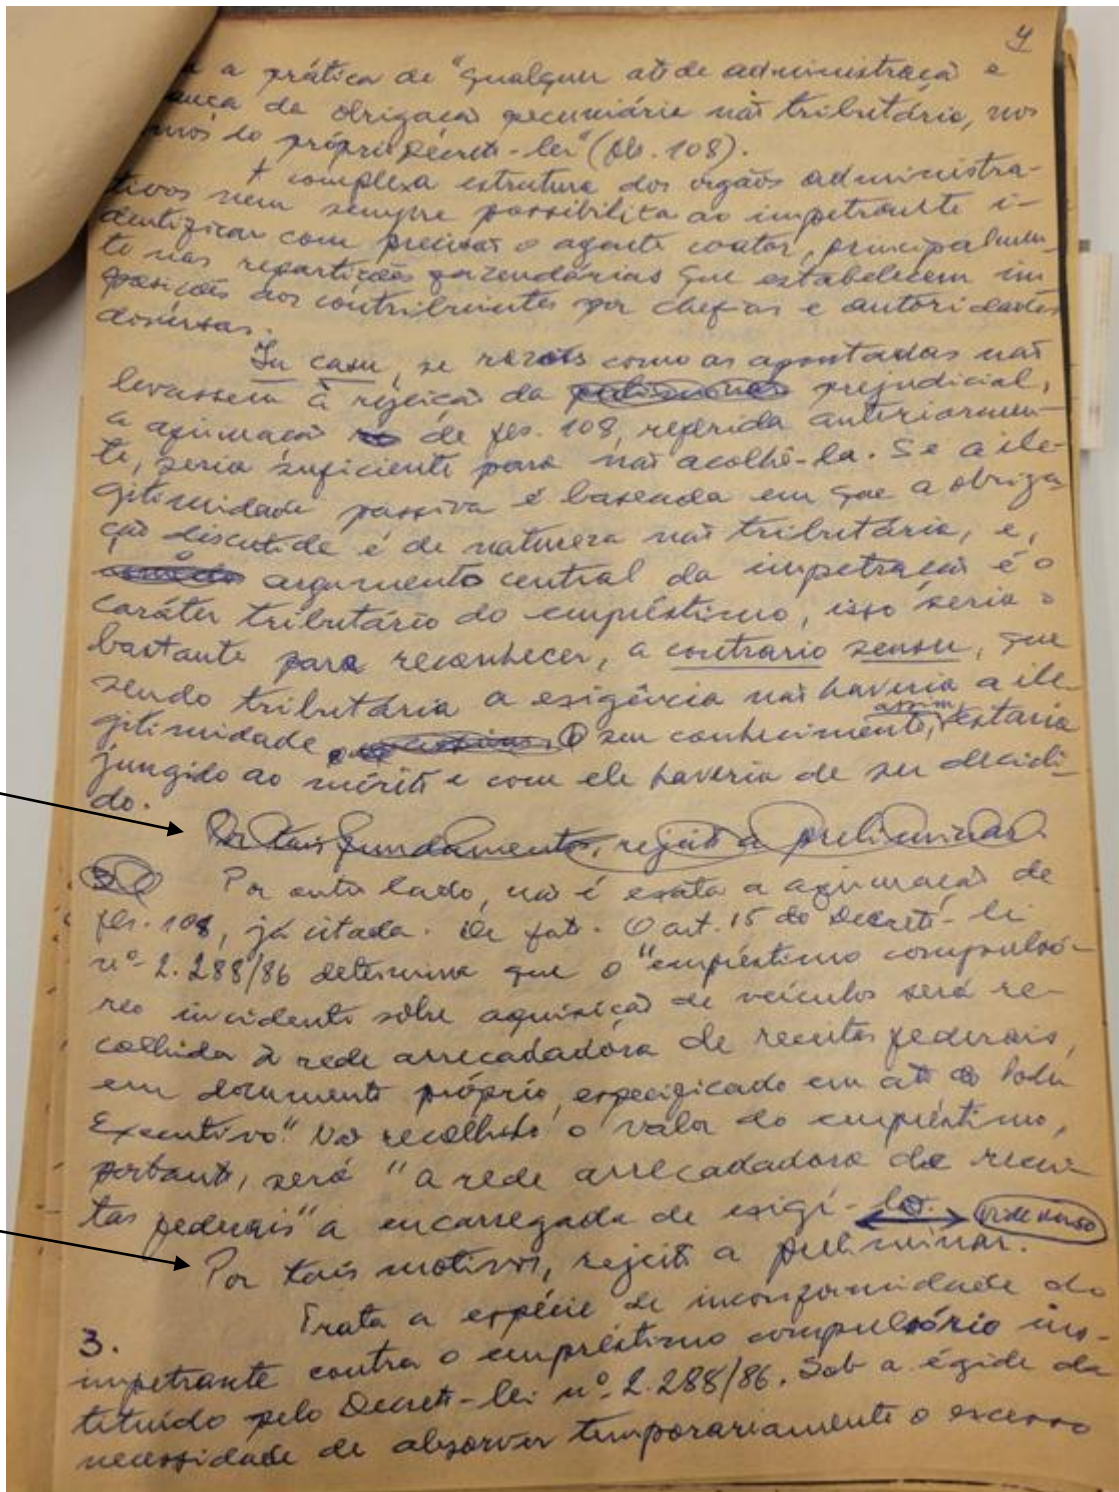 4
a a prática de "qualquer ato de administração e
ança de obrigação pecuniária não tributária, nos
mos do próprio Decreto-lei" (fls. 108).
A complexa estrutura dos órgãos administra-
tivos nem sempre possibilita ao impetrante i-
dentificar com precisão o agente coator, principalmen-
te nas repartições fazendárias que estabelecem im
posições aos contribuintes por chefias e autoridades
diversas.
In casu, se razões como as apontadas não
levassem à rejeição da prejudicial,
a afirmação de fls. 108, referida anteriormen-
te, seria suficiente para não acolhê-la. Se a ile-
gitimidade passiva é baseada em que a obriga
ção discutida é de natureza não tributária, e,
o argumento central da impetração é o
caráter tributário do empréstimo, isso seria o
bastante para reconhecer, a contrario sensu, que
sendo tributária a exigência não haveria a ile-
gitimidade. O seu conhecimento, assim, estaria
jungido ao mérito e com ele haveria de ser decidi-
do.
De tais fundamentos, rejeito a preliminar.
Por outro lado, não é exata a afirmação de
fls. 108, já citada. De fato. O art. 15 do Decreto-lei
nº 2.288/86 determina que o "empréstimo compulsó-
rio incidente sobre aquisição de veículos será re-
colhido à rede arrecadadora de receitas federais,
em documento próprio, especificado em ato do Poder
Executivo." No recolhido o valor do empréstimo,
portanto, será "a rede arrecadadora de recei-
tas federais" a encarregada de exigi-lo. vide verso
Por tais motivos, rejeito a preliminar.
3. Trata a espécie de inconformidade do
impetrante contra o empréstimo compulsório ins-
tituído pelo Decreto-lei nº 2.288/86. Sob a égide da
necessidade de absorver temporariamente o excesso